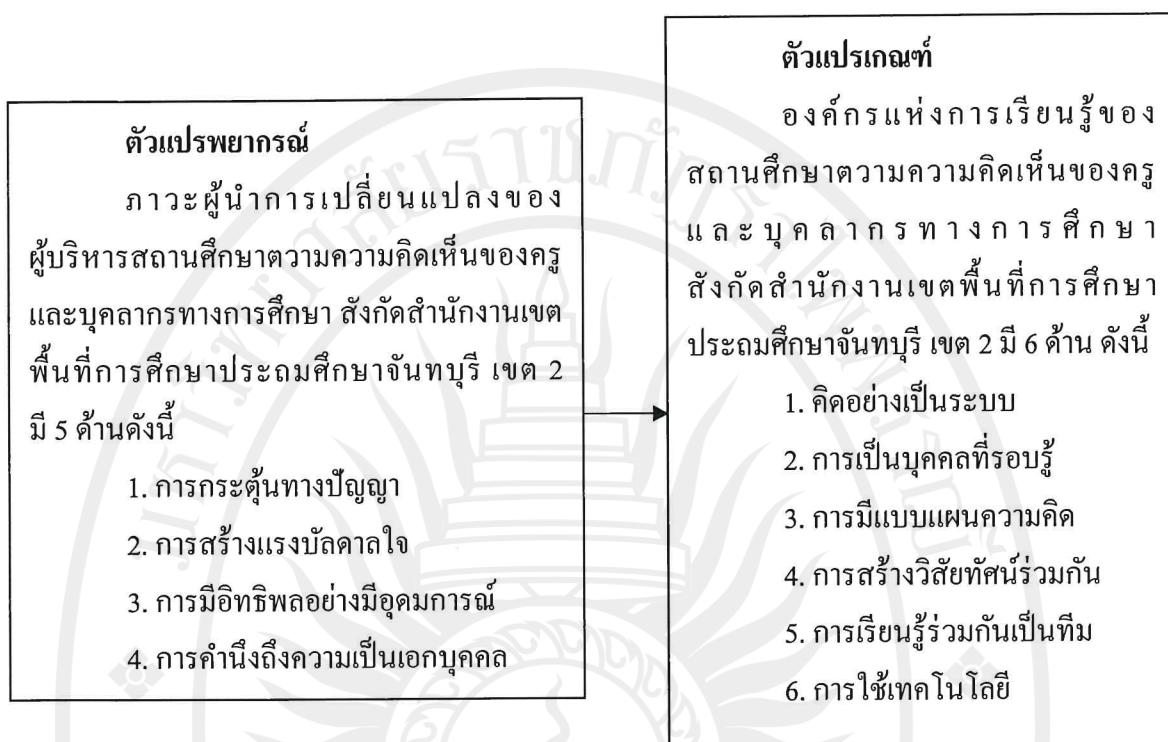 ตัวแปรพยากรณ์
ภาวะผู้นำการเปลี่ยนแปลงของ
ผู้บริหารสถานศึกษาตวามความคิดเห็นของครู
และบุคลากรทางการศึกษา สังกัดสำนักงานเขต
พื้นที่การศึกษาประถมศึกษาจันทบุรี เขต 2
มี 5 ด้านดังนี้
1. การกระตุ้นทางปัญญา
2. การสร้างแรงบัลดาลใจ
3. การมีอิทธิพลอย่างมีอุดมการณ์
4. การคำนึงถึงความเป็นเอกบุคคล
ตัวแปรเกณฑ์
องค์กรแห่งการเรียนรู้ของ
สถานศึกษาตวามความคิดเห็นของครู
และบุคลากรทางการศึกษา
สังกัดสำนักงานเขตพื้นที่การศึกษา
ประถมศึกษาจันทบุรี เขต 2 มี 6 ด้าน ดังนี้
1. คิดอย่างเป็นระบบ
2. การเป็นบุคคลที่รอบรู้
3. การมีแบบแผนความคิด
4. การสร้างวิสัยทัศน์ร่วมกัน
5. การเรียนรู้ร่วมกันเป็นทีม
6. การใช้เทคโนโลยี